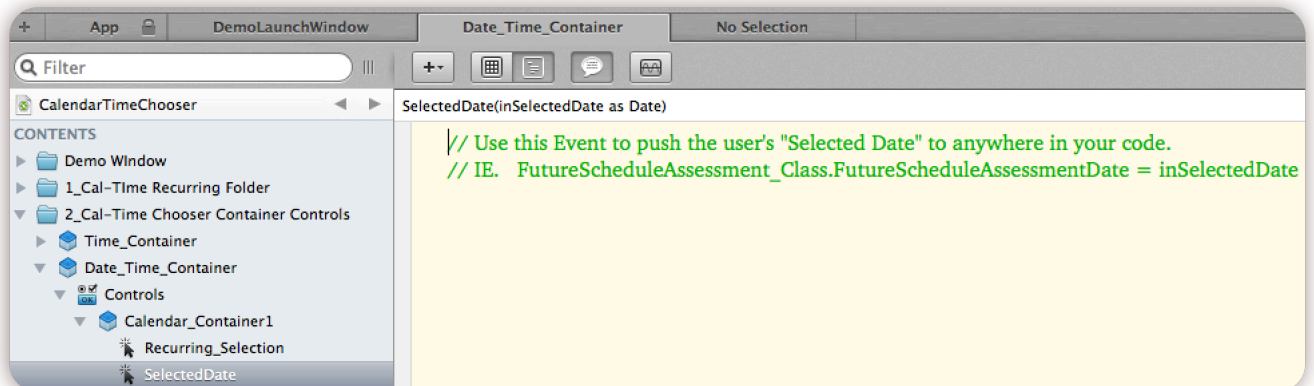 + App DemoLaunchWindow Date_Time_Container No Selection
Filter
CalendarTimeChooser
SelectedDate(inSelectedDate as Date)
CONTENTS
Demo WIndow
1_Cal-TIme Recurring Folder
2_Cal-Time Chooser Container Controls
Time_Container
Date_Time_Container
Controls
Calendar_Container1
Recurring_Selection
SelectedDate
// Use this Event to push the user's "Selected Date" to anywhere in your code.
// IE. FutureScheduleAssessment_Class.FutureScheduleAssessmentDate = inSelectedDate